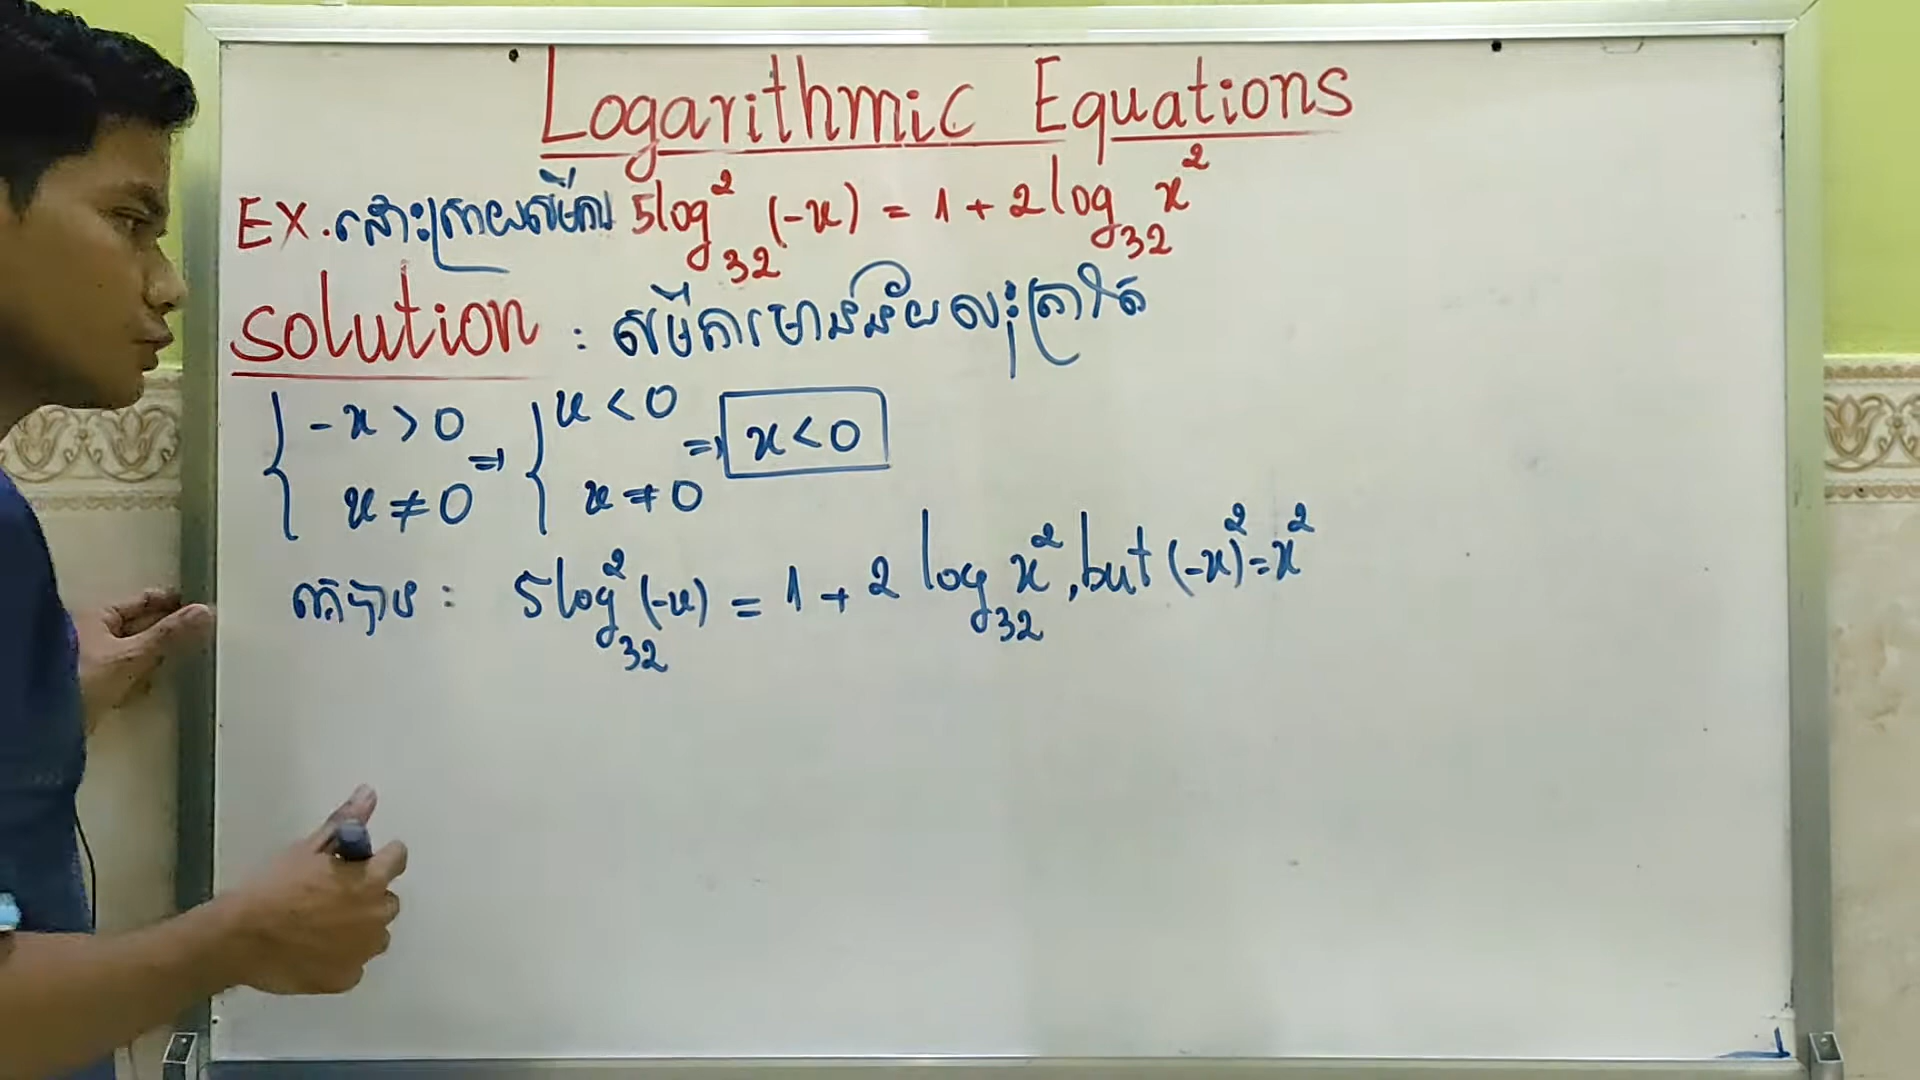 Logarithmic Equations
EX. ដោះស្រាយសមីការ 5log²₃₂(-x) = 1 + 2log₃₂x²
solution : សមីការមានន័យលុះត្រាតែ
{ -x > 0 , x ≠ 0 ⇒ { x < 0 , x ≠ 0 ⇒ x < 0
គេបាន : 5log²₃₂(-x) = 1 + 2log₃₂x², but (-x)² = x²